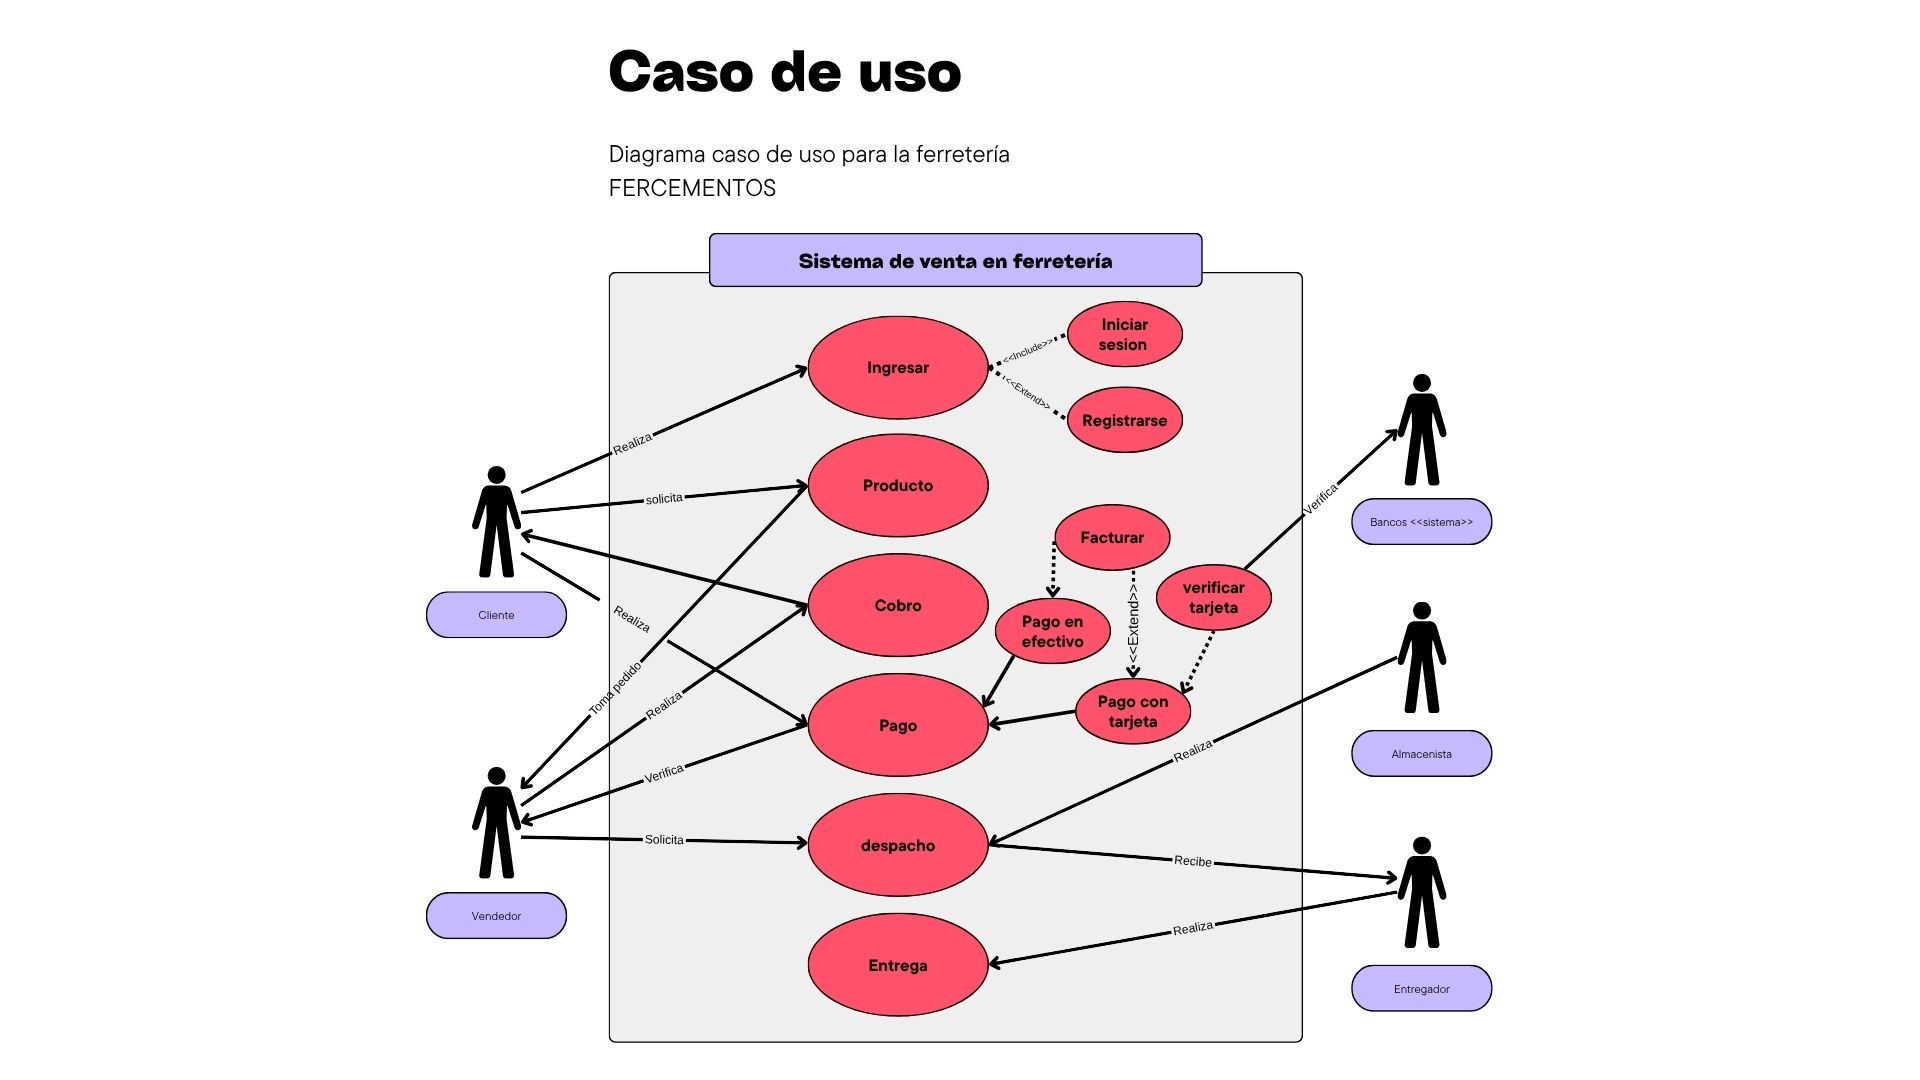 Caso de uso
Diagrama caso de uso para la ferretería
FERCEMENTOS
Sistema de venta en ferretería
Iniciar
sesion
<<Include>>
Ingresar
<<Extend>>
Registrarse
Realiza
Producto
solicita
Verifica
Bancos <<sistema>>
Facturar
verificar
tarjeta
Cobro
Cliente
Realiza
Pago en
efectivo
<<Extend>>
Toma pedido
Realiza
Pago con
tarjeta
Pago
Realiza
Almacenista
Verifica
Solicita
despacho
Recibe
Vendedor
Realiza
Entrega
Entregador